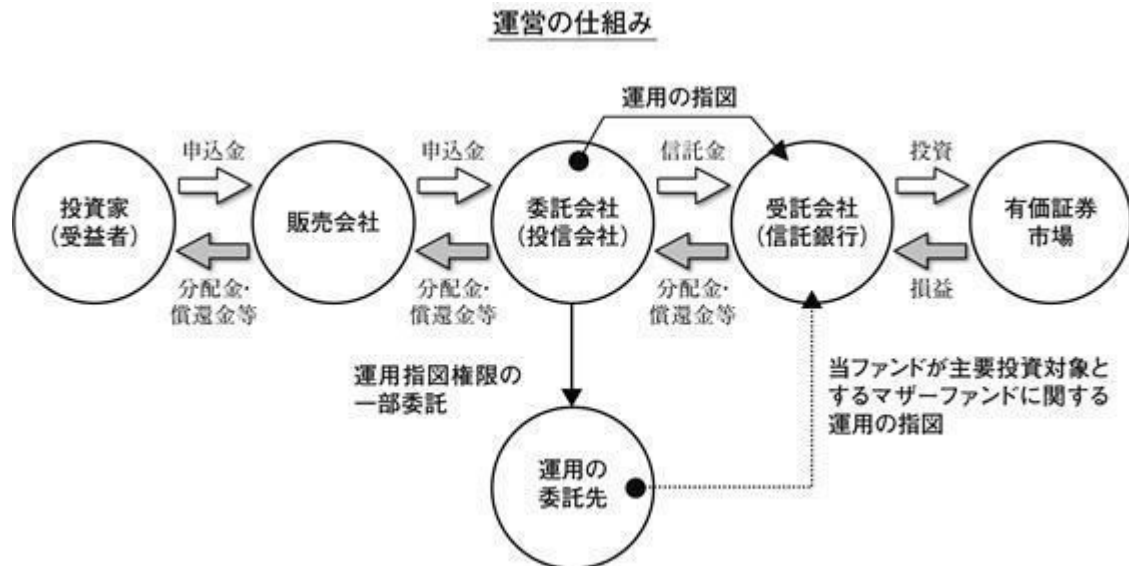 運営の仕組み
運用の指図
申込金
申込金
信託金
投資
投資家
(受益者)
販売会社
委託会社
(投信会社)
受託会社
(信託銀行)
有価証券
市場
分配金・
償還金等
分配金・
償還金等
分配金・
償還金等
損益
運用指図権限の
一部委託
当ファンドが主要投資対象と
するマザーファンドに関する
運用の指図
運用の
委託先